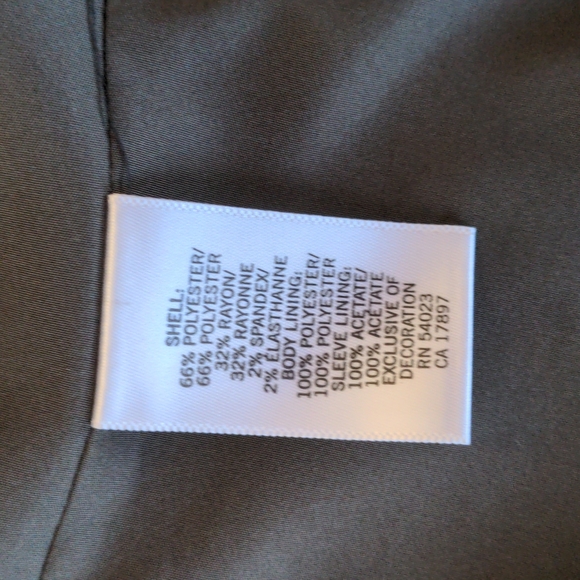 SHELL:
66% POLYESTER/
66% POLYESTER
32% RAYON/
32% RAYONNE
2% SPANDEX/
2% ELASTHANNE
BODY LINING:
100% POLYESTER/
100% POLYESTER
SLEEVE LINING:
100% ACETATE/
100% ACETATE
EXCLUSIVE OF
DECORATION
RN 54023
CA 17897